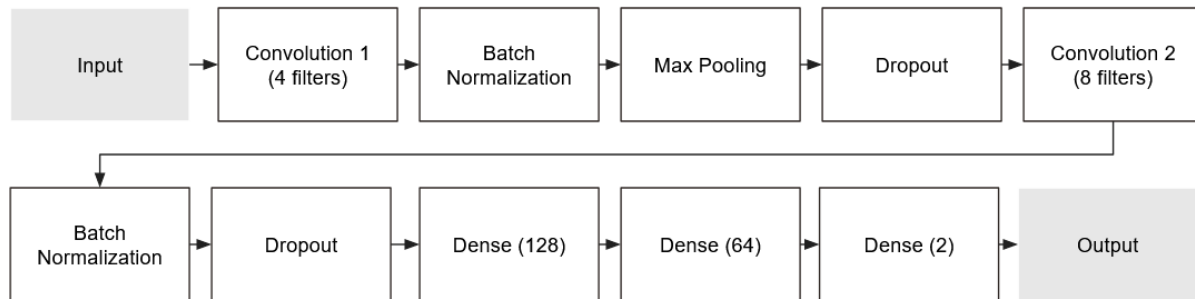 Input
Convolution 1
(4 filters)
Batch
Normalization
Max Pooling
Dropout
Convolution 2
(8 filters)
Batch
Normalization
Dropout
Dense (128)
Dense (64)
Dense (2)
Output